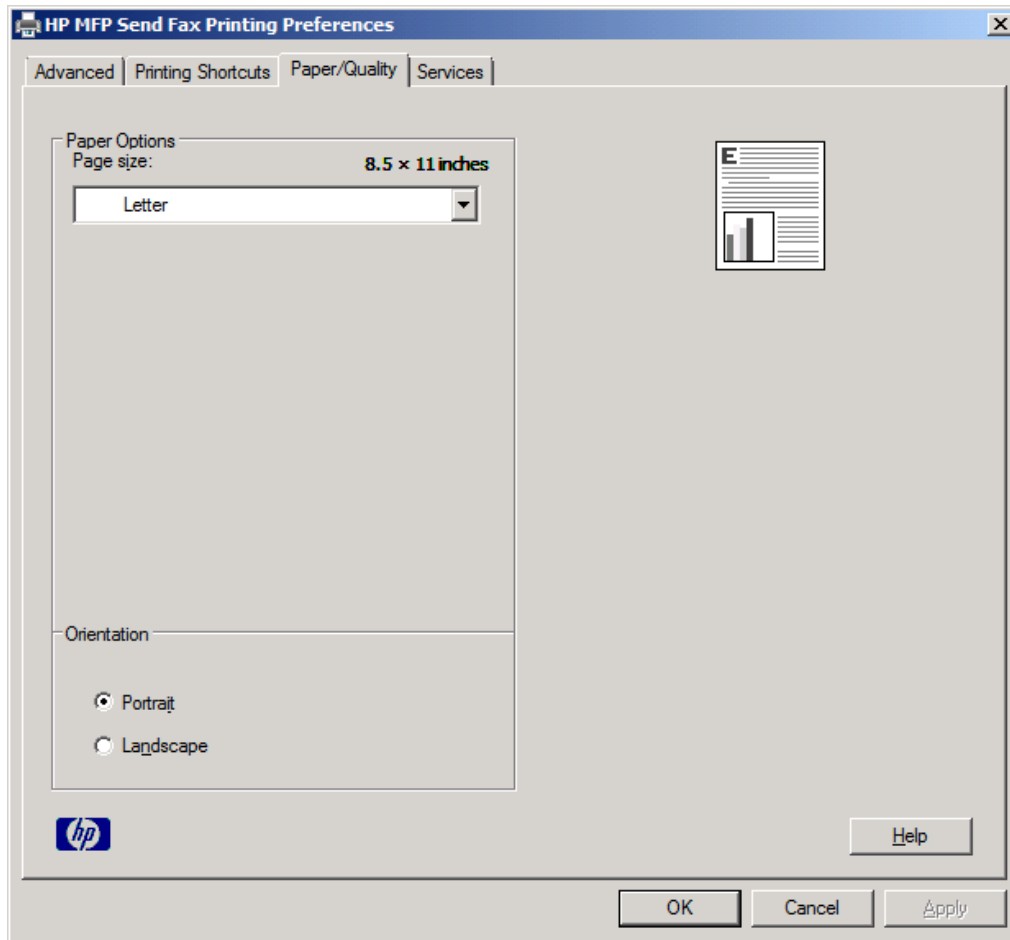 HP MFP Send Fax Printing Preferences
Advanced Printing Shortcuts Paper/Quality Services
Paper Options
Page size: 8.5 × 11 inches
Letter
E
Orientation
Portrait
Landscape
hp
Help
OK Cancel Apply